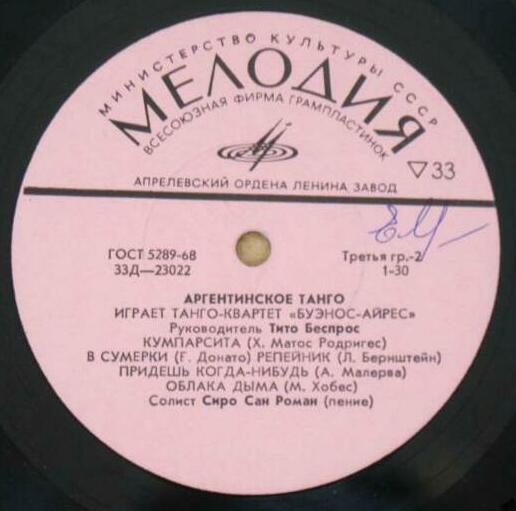 МИНИСТЕРСТВО КУЛЬТУРЫ СССР
МЕЛОДИЯ
ВСЕСОЮЗНАЯ ФИРМА ГРАМПЛАСТИНОК
▽33
АПРЕЛЕВСКИЙ ОРДЕНА ЛЕНИНА ЗАВОД
ГОСТ 5289-68
Третья гр.-2
33Д—23022
1-30
АРГЕНТИНСКОЕ ТАНГО
ИГРАЕТ ТАНГО-КВАРТЕТ «БУЭНОС-АЙРЕС»
Руководитель Тито Беспрос
КУМПАРСИТА (Х. Матос Родригес)
В СУМЕРКИ (Г. Донато) РЕПЕЙНИК (Л. Бернштейн)
ПРИДЕШЬ КОГДА-НИБУДЬ (А. Малерва)
ОБЛАКА ДЫМА (М. Хобес)
Солист Сиро Сан Роман (пение)